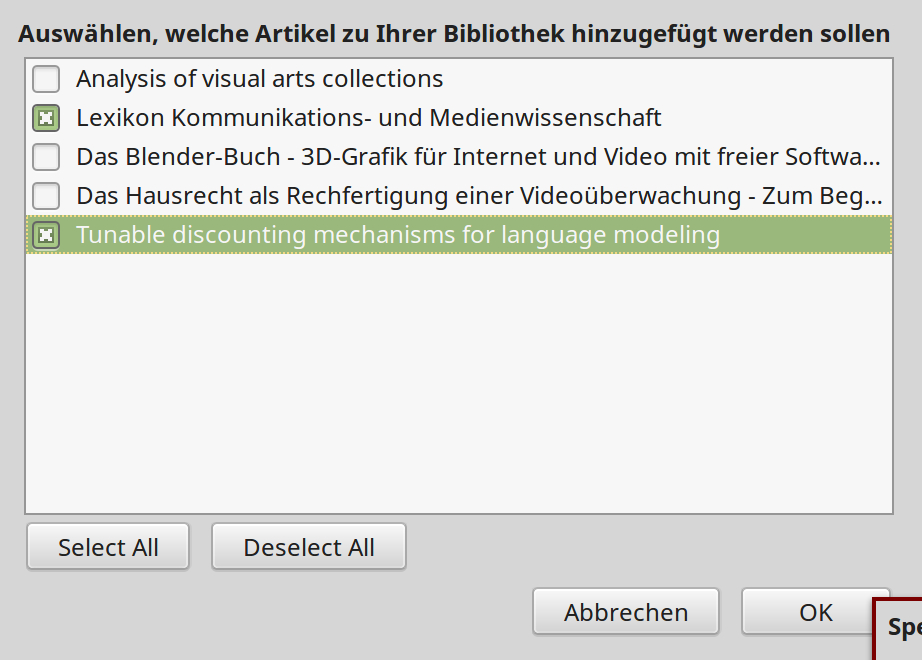 Auswählen, welche Artikel zu Ihrer Bibliothek hinzugefügt werden sollen
Analysis of visual arts collections
Lexikon Kommunikations- und Medienwissenschaft
Das Blender-Buch - 3D-Grafik für Internet und Video mit freier Softwa...
Das Hausrecht als Rechfertigung einer Videoüberwachung - Zum Beg...
Tunable discounting mechanisms for language modeling
Select All Deselect All
Abbrechen OK